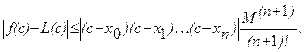 |f(c)-L(c)|≤|(c-x₀)(c-x₁)...(c-xₙ)| M⁽ⁿ⁺¹⁾/(n+1)!